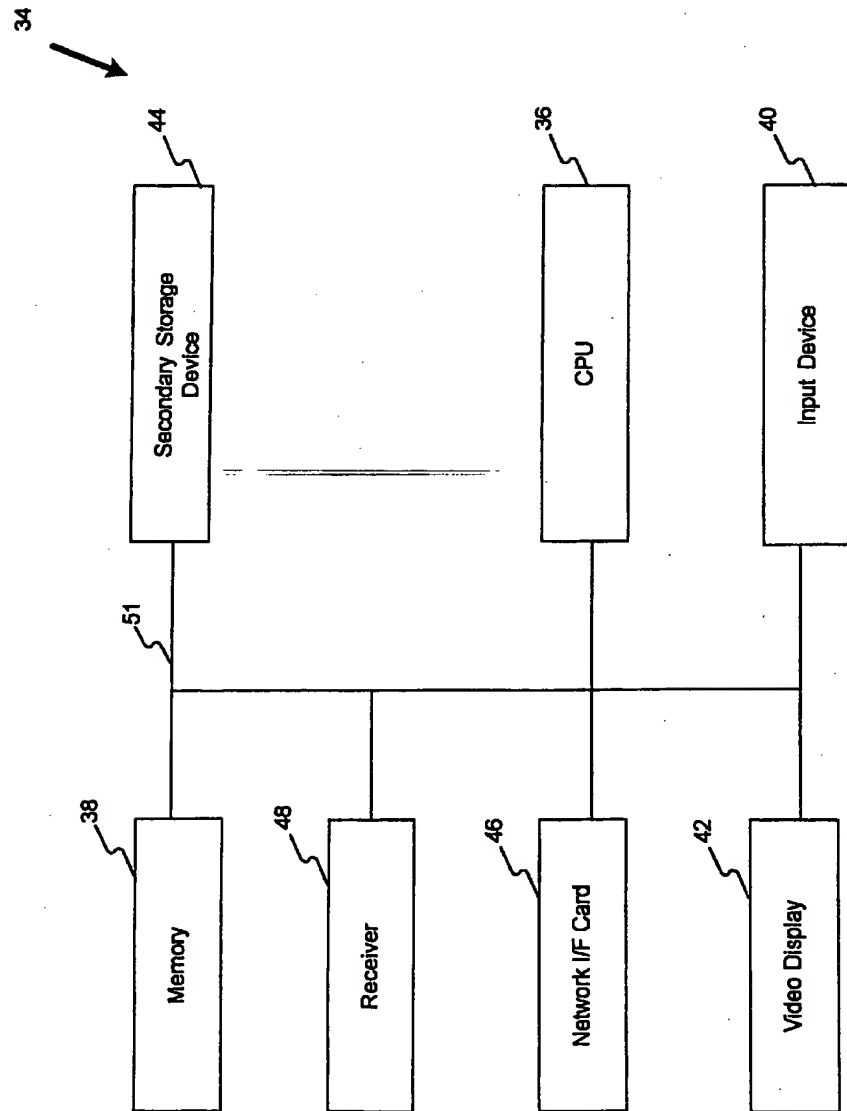 34
44
Secondary Storage
Device
36
CPU
40
Input Device
51
38
Memory
48
Receiver
46
Network I/F Card
42
Video Display